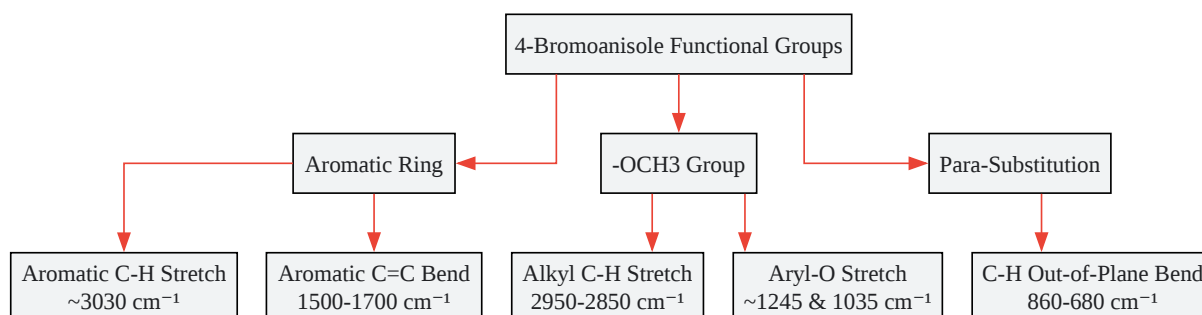 4-Bromoanisole Functional Groups
Aromatic Ring
-OCH3 Group
Para-Substitution
Aromatic C-H Stretch
~3030 cm⁻¹
Aromatic C=C Bend
1500-1700 cm⁻¹
Alkyl C-H Stretch
2950-2850 cm⁻¹
Aryl-O Stretch
~1245 & 1035 cm⁻¹
C-H Out-of-Plane Bend
860-680 cm⁻¹